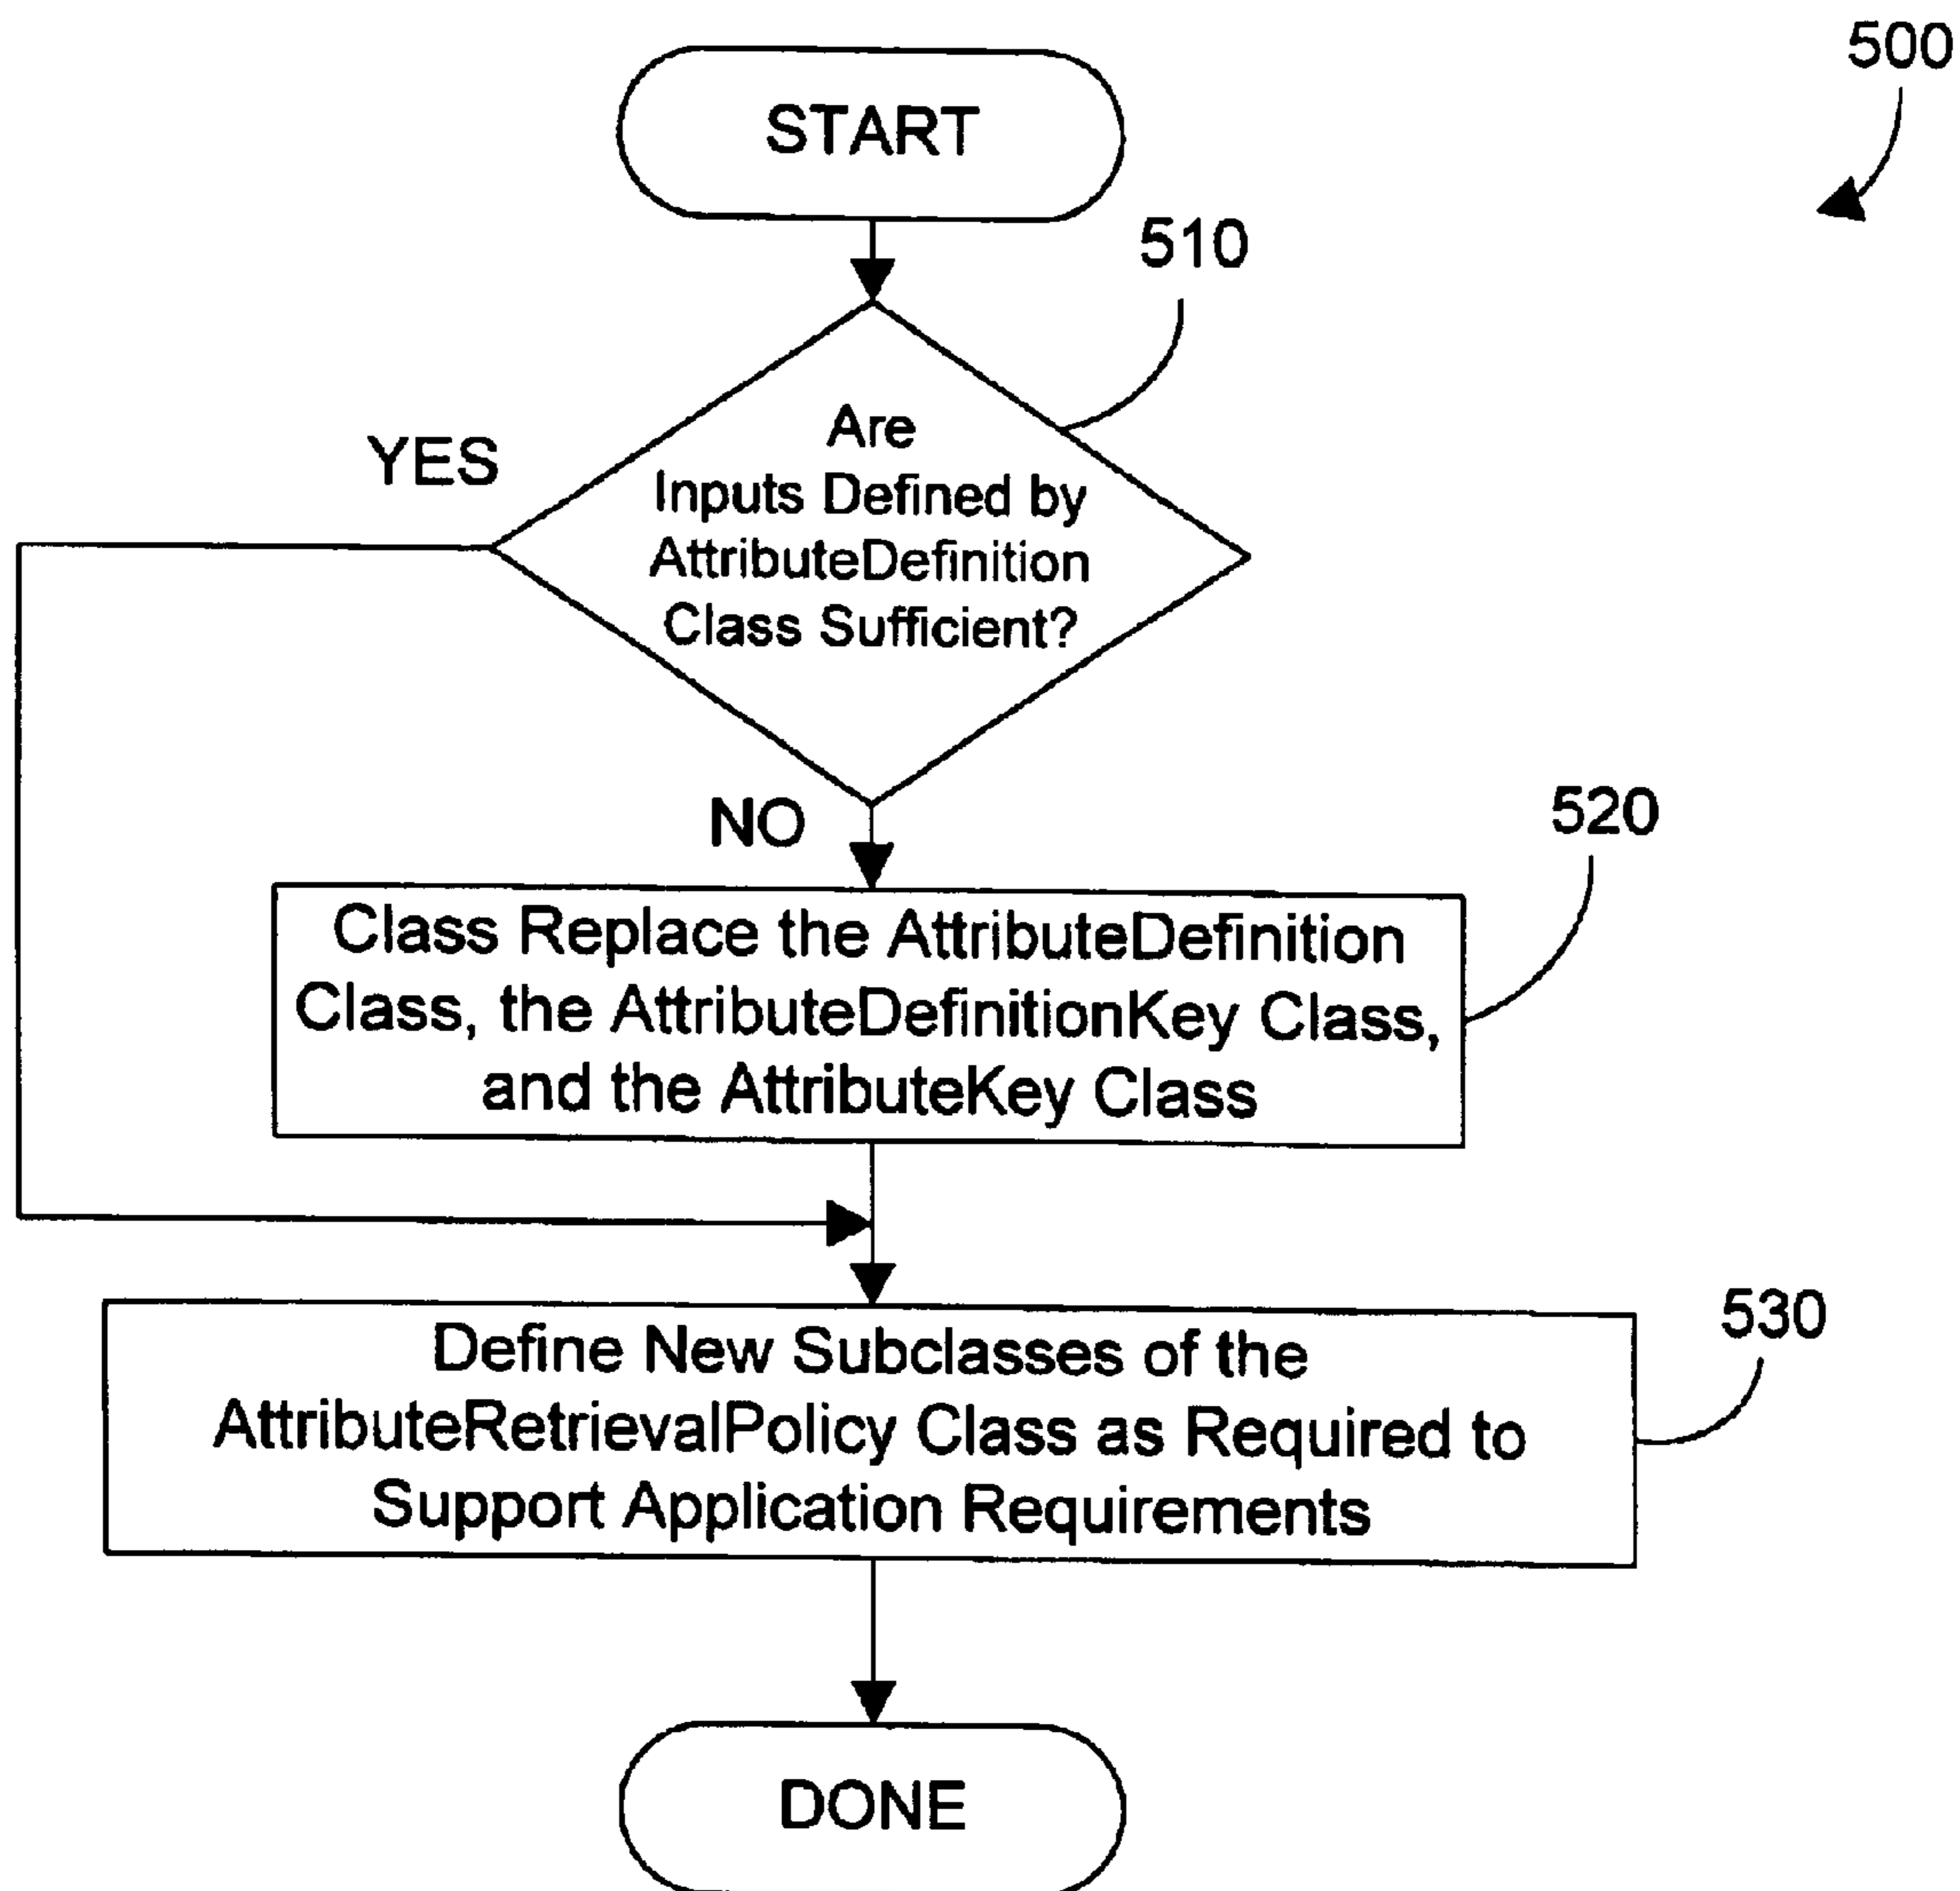 500
START
510
Are
Inputs Defined by
AttributeDefinition
Class Sufficient?
YES
NO
520
Class Replace the AttributeDefinition
Class, the AttributeDefinitionKey Class,
and the AttributeKey Class
530
Define New Subclasses of the
AttributeRetrievalPolicy Class as Required to
Support Application Requirements
DONE